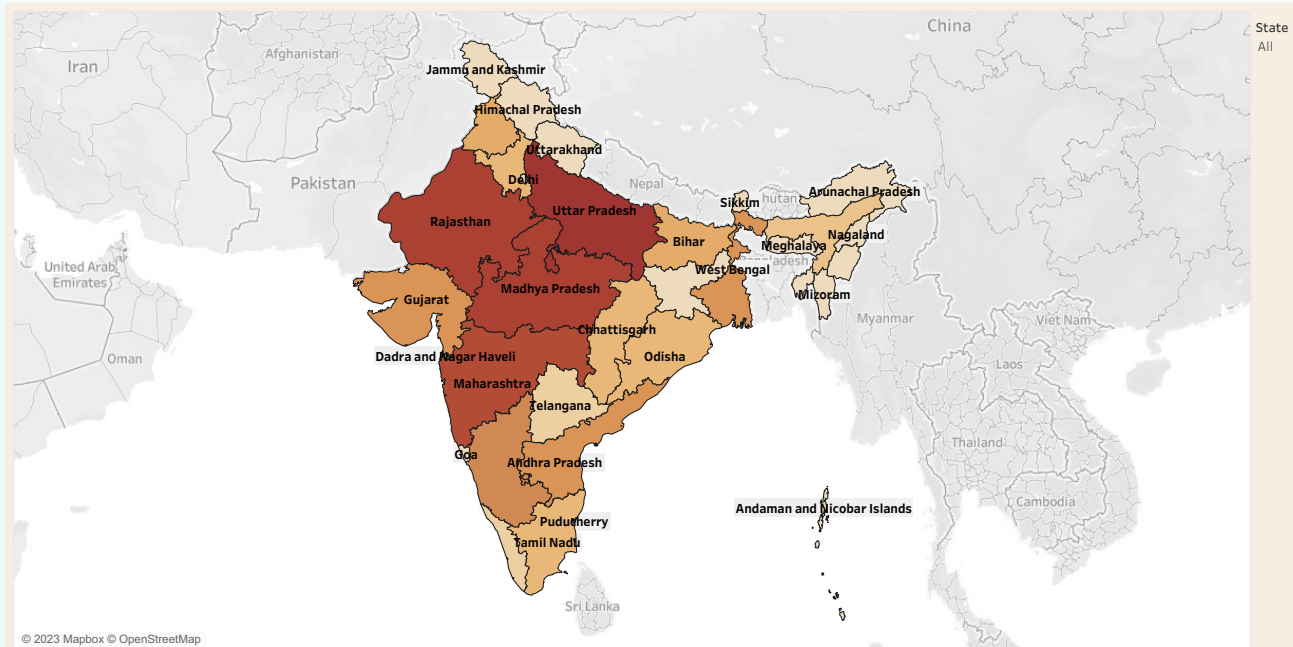 China
State
All
Afghanistan
Iran
Jammu and Kashmir
Himachal Pradesh
Uttarakhand
Pakistan
Delhi
Nepal
Arunachal Pradesh
Sikkim
hutan
Uttar Pradesh
Rajasthan
Bihar
Nagaland
Meghalaya
Bangladesh
West Bengal
United Arab
Emirates
Madhya Pradesh
Mizoram
Gujarat
Myanmar
Viet Nam
Chhattisgarh
Oman
Dadra and Nagar Haveli
Odisha
Laos
Maharashtra
Telangana
Thailand
Goa
Andhra Pradesh
Cambodia
Andaman and Nicobar Islands
Puducherry
Tamil Nadu
Sri Lanka
© 2023 Mapbox © OpenStreetMap